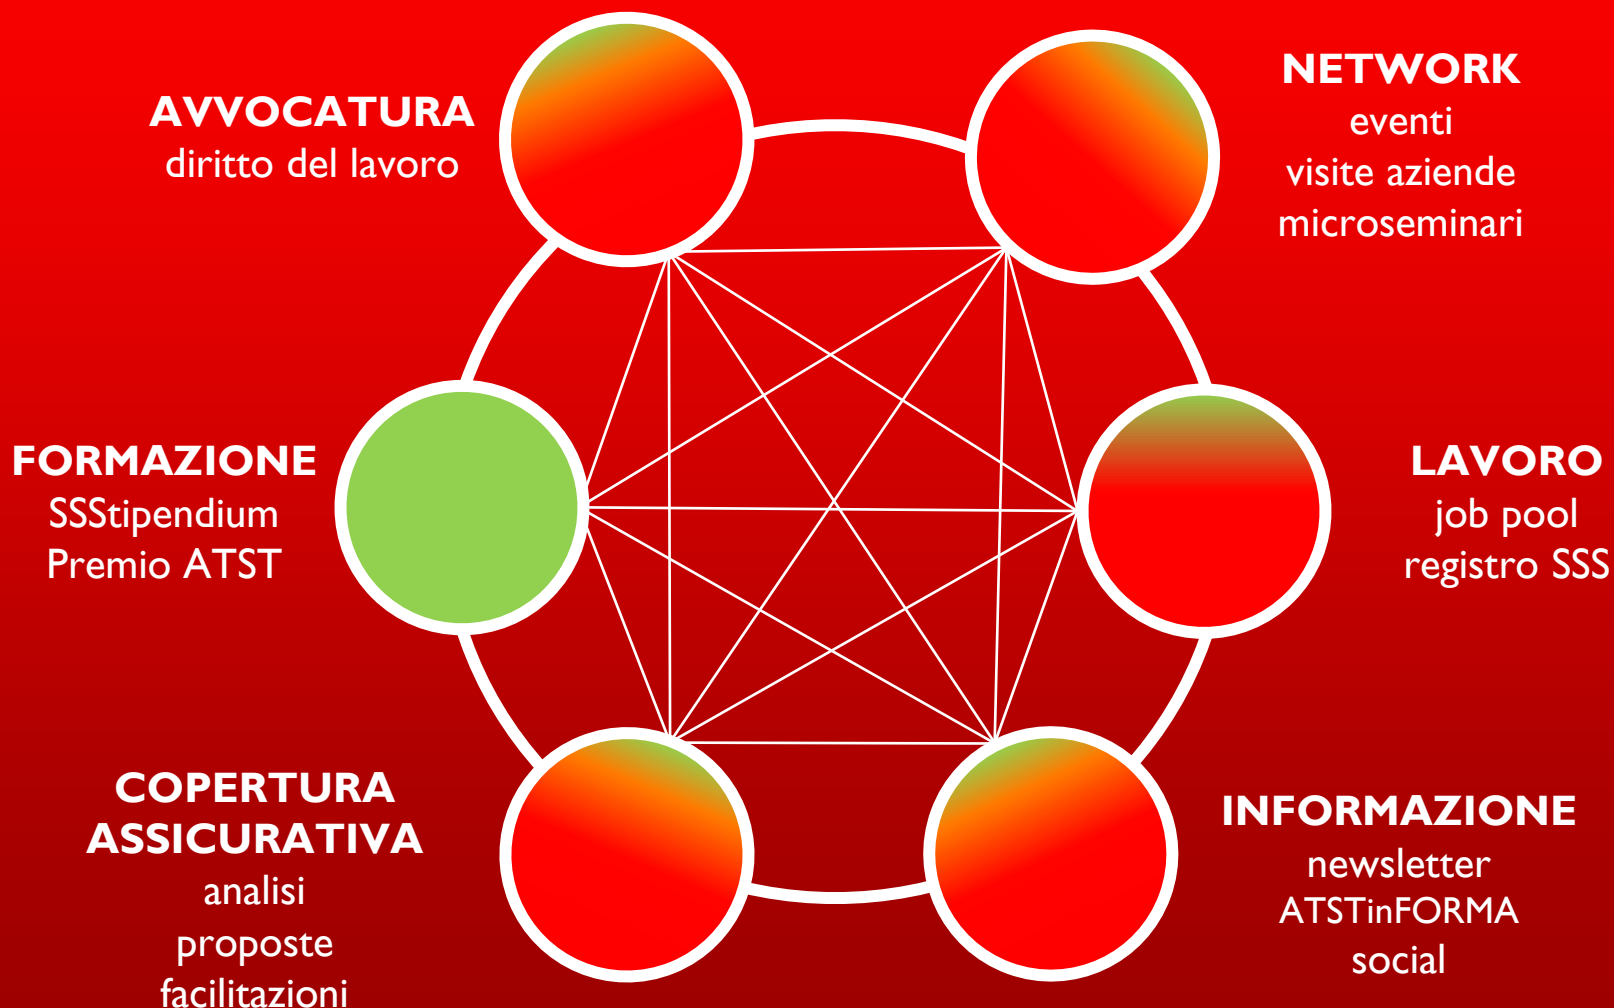 AVVOCATURA
diritto del lavoro
NETWORK
eventi
visite aziende
microseminari
FORMAZIONE
SSStipendium
Premio ATST
LAVORO
job pool
registro SSS
COPERTURA
ASSICURATIVA
analisi
proposte
facilitazioni
INFORMAZIONE
newsletter
ATSTinFORMA
social